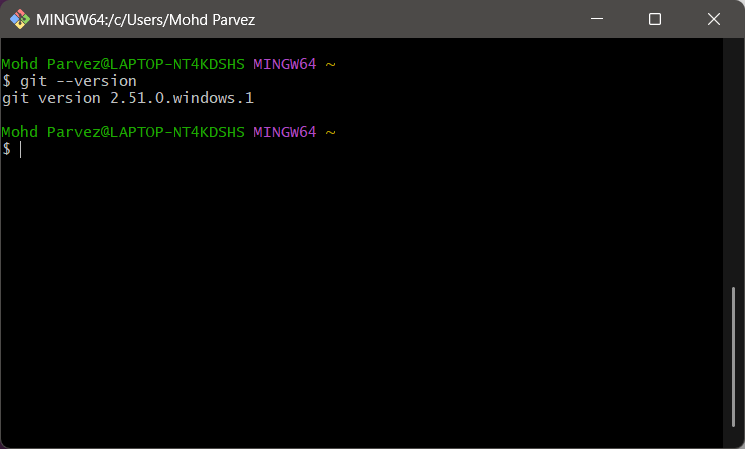 MINGW64:/c/Users/Mohd Parvez
Mohd Parvez@LAPTOP-NT4KDSHS MINGW64 ~
$ git --version
git version 2.51.0.windows.1
Mohd Parvez@LAPTOP-NT4KDSHS MINGW64 ~
$